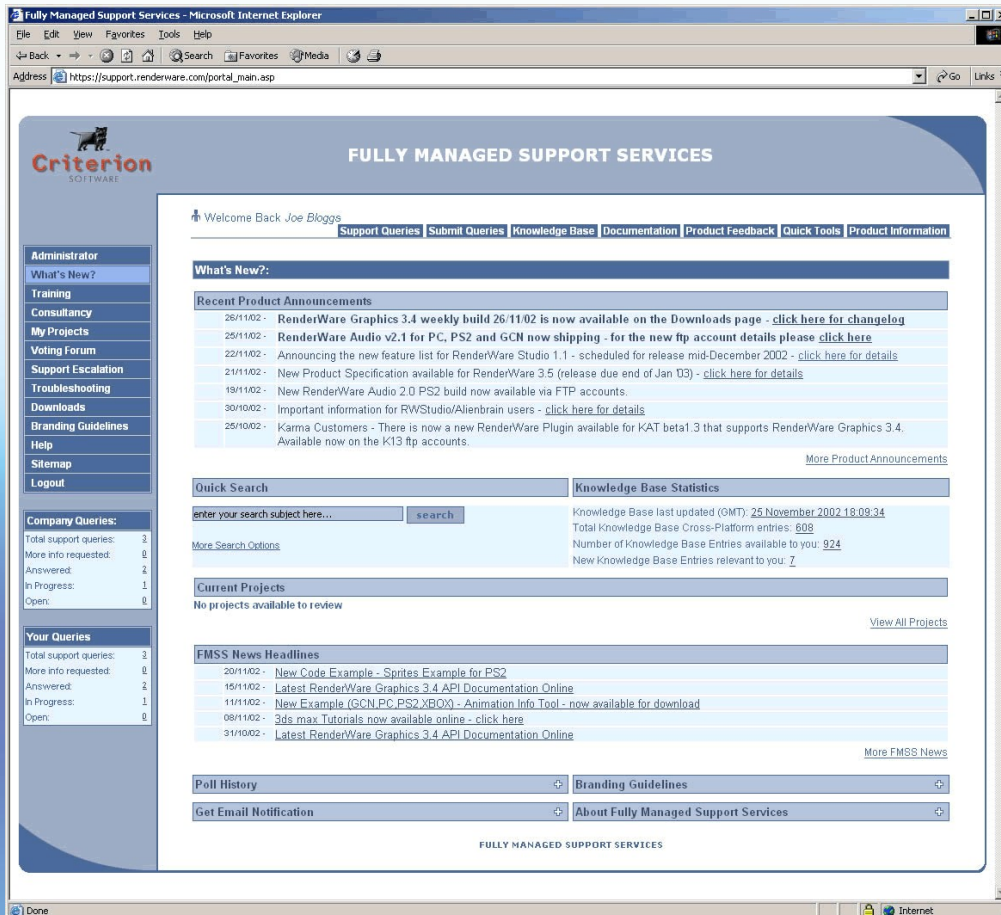 Fully Managed Support Services - Microsoft Internet Explorer
File Edit View Favorites Tools Help
Back Search Favorites Media
Address https://support.renderware.com/portal_main.asp Go Links
Criterion
SOFTWARE
FULLY MANAGED SUPPORT SERVICES
Welcome Back Joe Bloggs
Support Queries Submit Queries Knowledge Base Documentation Product Feedback Quick Tools Product Information
Administrator
What's New?
Training
Consultancy
My Projects
Voting Forum
Support Escalation
Troubleshooting
Downloads
Branding Guidelines
Help
Sitemap
Logout
Company Queries:
Total support queries: 3
More info requested: 0
Answered: 2
In Progress: 1
Open: 0
Your Queries
Total support queries: 3
More info requested: 0
Answered: 2
In Progress: 1
Open: 0
What's New?:
Recent Product Announcements
26/11/02 - RenderWare Graphics 3.4 weekly build 26/11/02 is now available on the Downloads page - click here for changelog
25/11/02 - RenderWare Audio v2.1 for PC, PS2 and GCN now shipping - for the new ftp account details please click here
22/11/02 - Announcing the new feature list for RenderWare Studio 1.1 - scheduled for release mid-December 2002 - click here for details
21/11/02 - New Product Specification available for RenderWare 3.5 (release due end of Jan '03) - click here for details
19/11/02 - New RenderWare Audio 2.0 PS2 build now available via FTP accounts.
30/10/02 - Important information for RWStudio/Alienbrain users - click here for details
25/10/02 - Karma Customers - There is now a new RenderWare Plugin available for KAT beta1.3 that supports RenderWare Graphics 3.4.
Available now on the K13 ftp accounts.
More Product Announcements
Quick Search
enter your search subject here... search
More Search Options
Knowledge Base Statistics
Knowledge Base last updated (GMT): 25 November 2002 18:09:34
Total Knowledge Base Cross-Platform entries: 608
Number of Knowledge Base Entries available to you: 924
New Knowledge Base Entries relevant to you: 7
Current Projects
No projects available to review
View All Projects
FMSS News Headlines
20/11/02 - New Code Example - Sprites Example for PS2
15/11/02 - Latest RenderWare Graphics 3.4 API Documentation Online
11/11/02 - New Example (GCN,PC,PS2,XBOX) - Animation Info Tool - now available for download
08/11/02 - 3ds max Tutorials now available online - click here
31/10/02 - Latest RenderWare Graphics 3.4 API Documentation Online
More FMSS News
Poll History
Branding Guidelines
Get Email Notification
About Fully Managed Support Services
FULLY MANAGED SUPPORT SERVICES
Done Internet